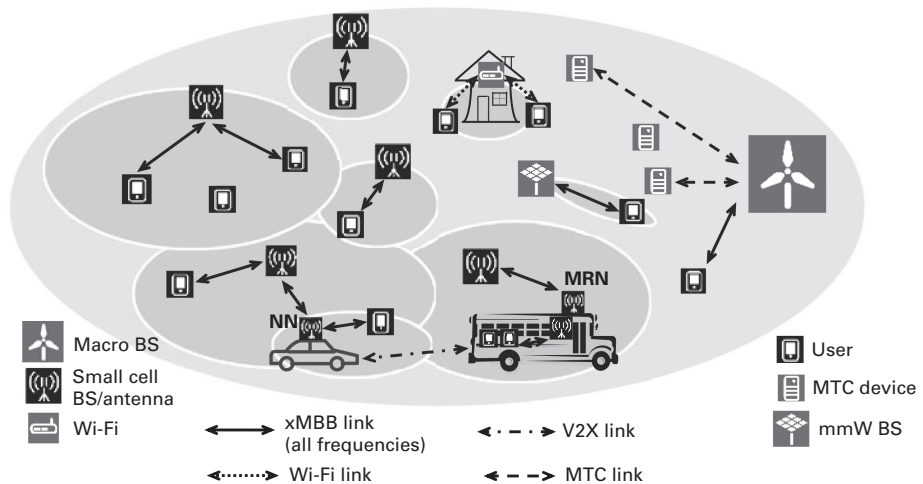 MRN
NN
Macro BS
Small cell
BS/antenna
Wi-Fi
xMBB link
(all frequencies)
Wi-Fi link
V2X link
MTC link
User
MTC device
mmW BS